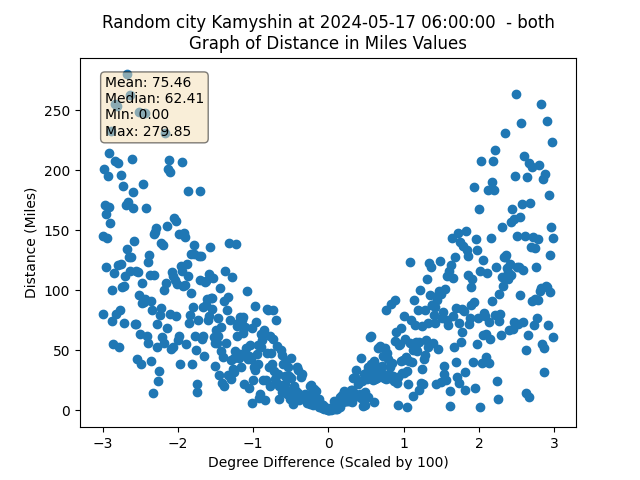 Random city Kamyshin at 2024-05-17 06:00:00  - both
Graph of Distance in Miles Values
Mean: 75.46
Median: 62.41
Min: 0.00
Max: 279.85
250
200
150
100
50
0
Distance (Miles)
−3 −2 −1 0 1 2 3
Degree Difference (Scaled by 100)